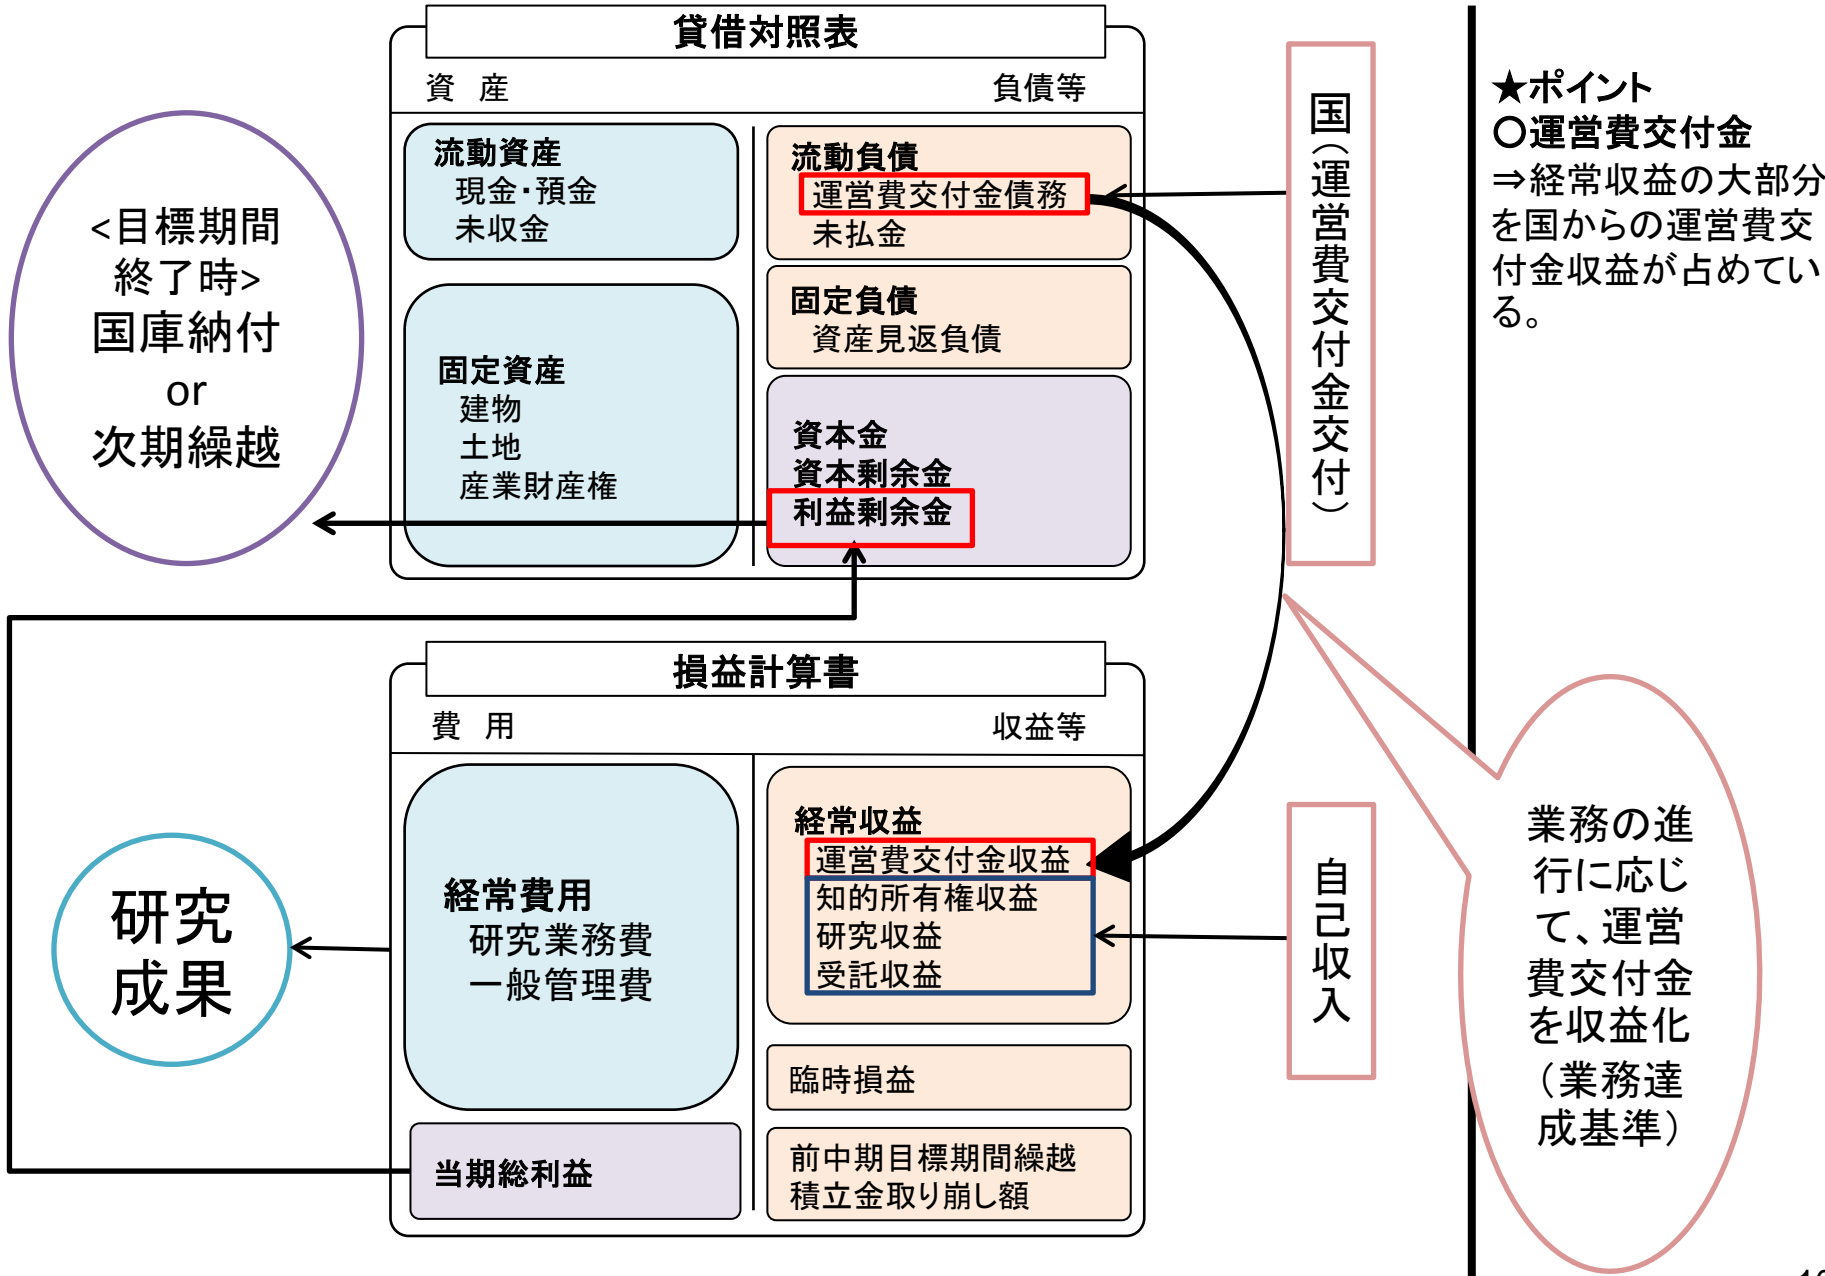 貸借対照表
資 産
負債等
流動資産
現金・預金
未収金
固定資産
建物
土地
産業財産権
流動負債
運営費交付金債務
未払金
固定負債
資産見返負債
資本金
資本剰余金
利益剰余金
<目標期間
終了時>
国庫納付
or
次期繰越
国（運営費交付金交付）
★ポイント
○運営費交付金
⇒経常収益の大部分
を国からの運営費交
付金収益が占めてい
る。
損益計算書
費 用
収益等
経常費用
研究業務費
一般管理費
当期総利益
経常収益
運営費交付金収益
知的所有権収益
研究収益
受託収益
臨時損益
前中期目標期間繰越
積立金取り崩し額
研究
成果
自己収入
業務の進
行に応じ
て、運営
費交付金
を収益化
（業務達
成基準）